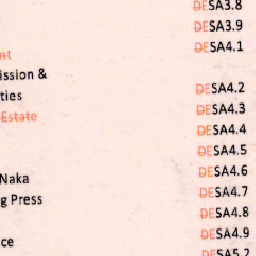 DESA3.8
DESA3.9
nt DESA4.1
ission &
ties DESA4.2
Estate DESA4.3
DESA4.4
DESA4.5
Naka DESA4.6
g Press DESA4.7
DESA4.8
ce DESA4.9
DESA5.2